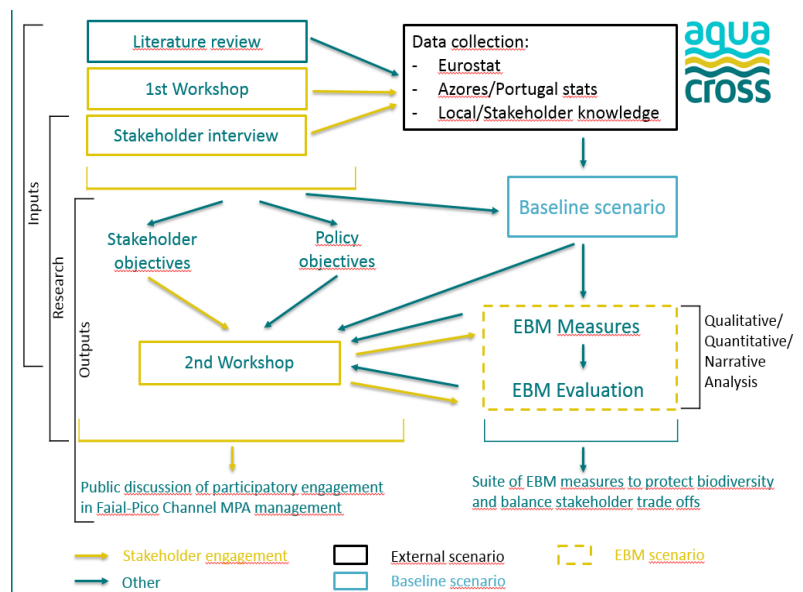 Literature review
1st Workshop
Stakeholder interview
Data collection:
- Eurostat
- Azores/Portugal stats
- Local/Stakeholder knowledge
aqua
cross
Inputs
Research
Outputs
Baseline scenario
Stakeholder
objectives
Policy
objectives
2nd Workshop
EBM Measures
EBM Evaluation
Qualitative/
Quantitative/
Narrative
Analysis
Public discussion of participatory engagement
in Faial-Pico Channel MPA management
Suite of EBM measures to protect biodiversity
and balance stakeholder trade offs
Stakeholder engagement
External scenario
EBM scenario
Other
Baseline scenario